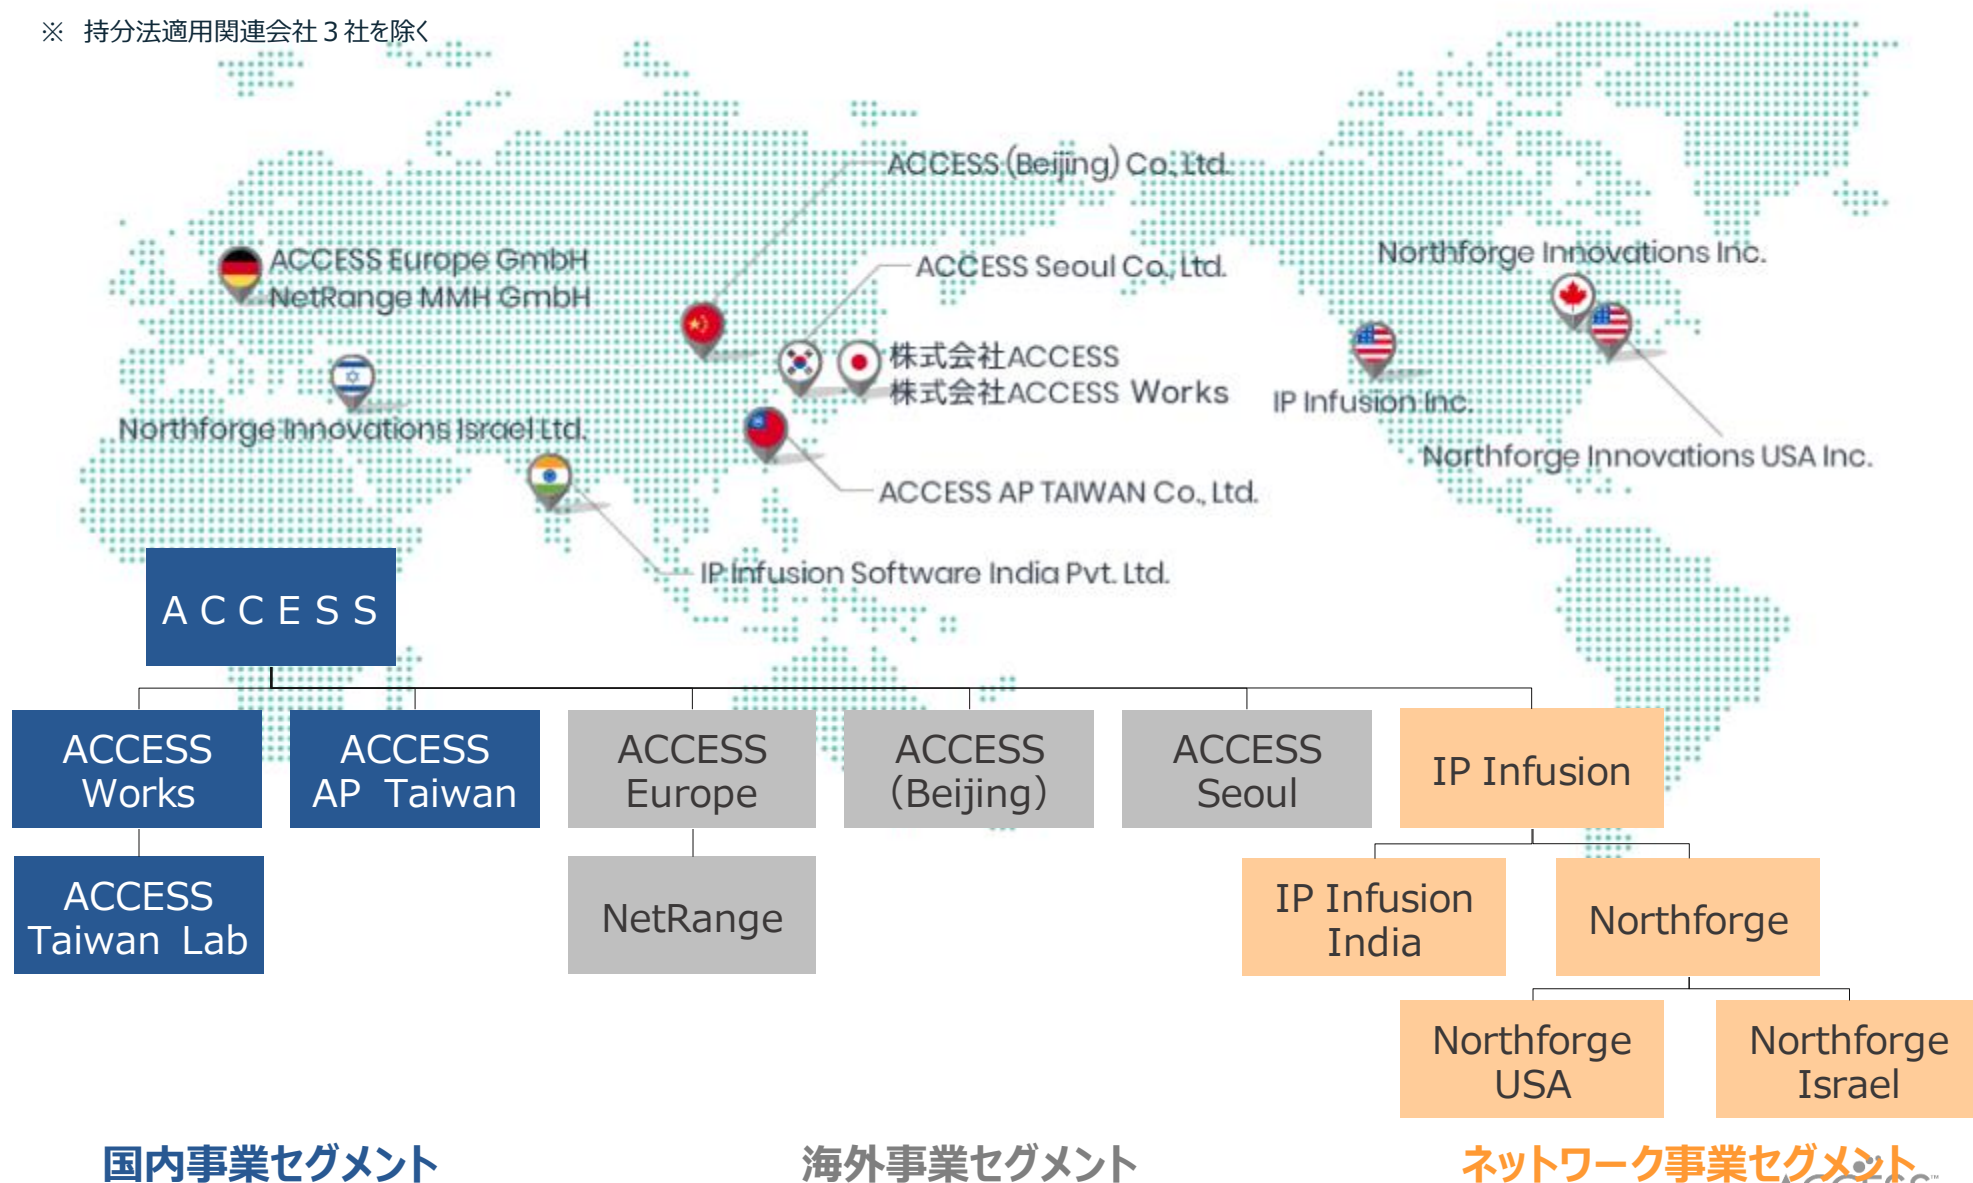 ※ 持分法適用関連会社３社を除く
ACCESS (Beijing) Co., Ltd.
ACCESS Europe GmbH
NetRange MMH GmbH
ACCESS Seoul Co., Ltd.
Northforge Innovations Inc.
株式会社ACCESS
株式会社ACCESS Works
IP Infusion Inc.
Northforge Innovations Israel Ltd.
Northforge Innovations USA Inc.
ACCESS AP TAIWAN Co., Ltd.
IP Infusion Software India Pvt. Ltd.
ＡＣＣＥＳＳ
ACCESS
Works
ACCESS
AP Taiwan
ACCESS
Europe
ACCESS
（Beijing）
ACCESS
Seoul
IP Infusion
ACCESS
Taiwan Lab
NetRange
IP Infusion
India
Northforge
Northforge
USA
Northforge
Israel
国内事業セグメント
海外事業セグメント
ネットワーク事業セグメント
ACCESS™